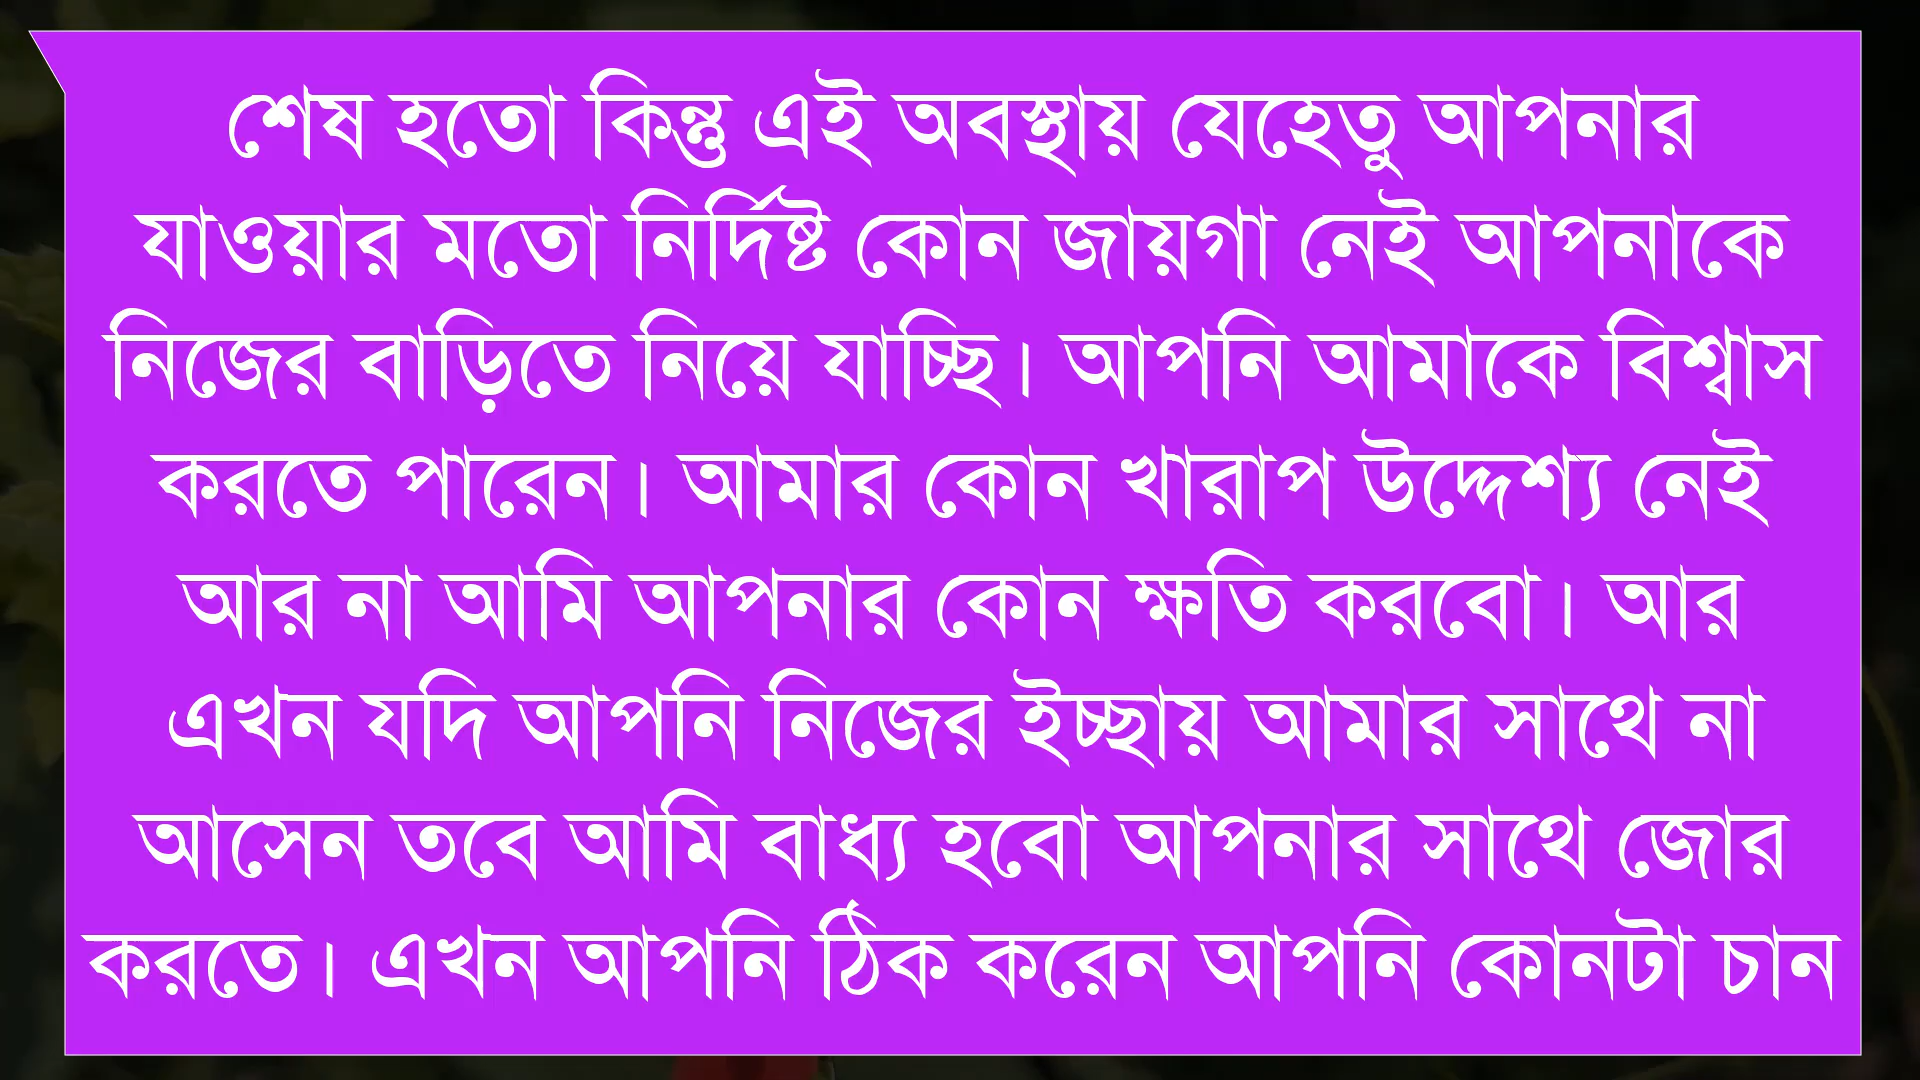 শেষ হতো কিন্তু এই অবস্থায় যেহেতু আপনার
যাওয়ার মতো নির্দিষ্ট কোন জায়গা নেই আপনাকে
নিজের বাড়িতে নিয়ে যাচ্ছি। আপনি আমাকে বিশ্বাস
করতে পারেন। আমার কোন খারাপ উদ্দেশ্য নেই
আর না আমি আপনার কোন ক্ষতি করবো। আর
এখন যদি আপনি নিজের ইচ্ছায় আমার সাথে না
আসেন তবে আমি বাধ্য হবো আপনার সাথে জোর
করতে। এখন আপনি ঠিক করেন আপনি কোনটা চান